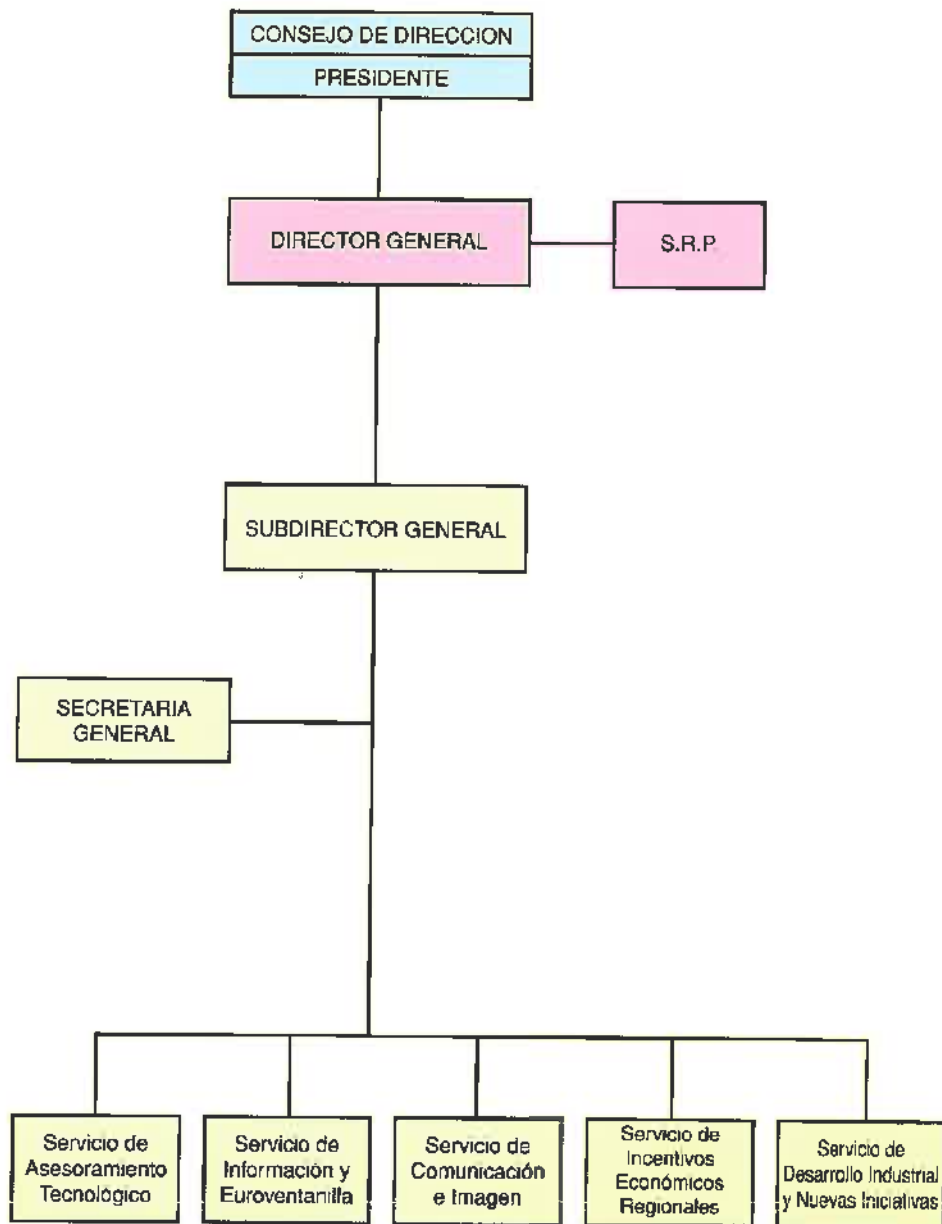 CONSEJO DE DIRECCION
PRESIDENTE
DIRECTOR GENERAL
S.R.P.
SUBDIRECTOR GENERAL
SECRETARIA
GENERAL
Servicio de
Asesoramiento
Tecnológico
Servicio de
Información y
Euroventanilla
Servicio de
Comunicación
e Imagen
Servicio de
Incentivos
Económicos
Regionales
Servicio de
Desarrollo Industrial
y Nuevas Iniciativas